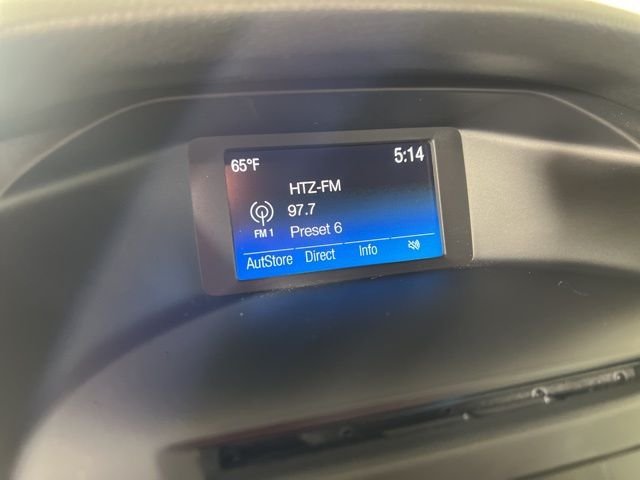 65°F 5:14
HTZ-FM
97.7
FM 1 Preset 6
AutStore Direct Info